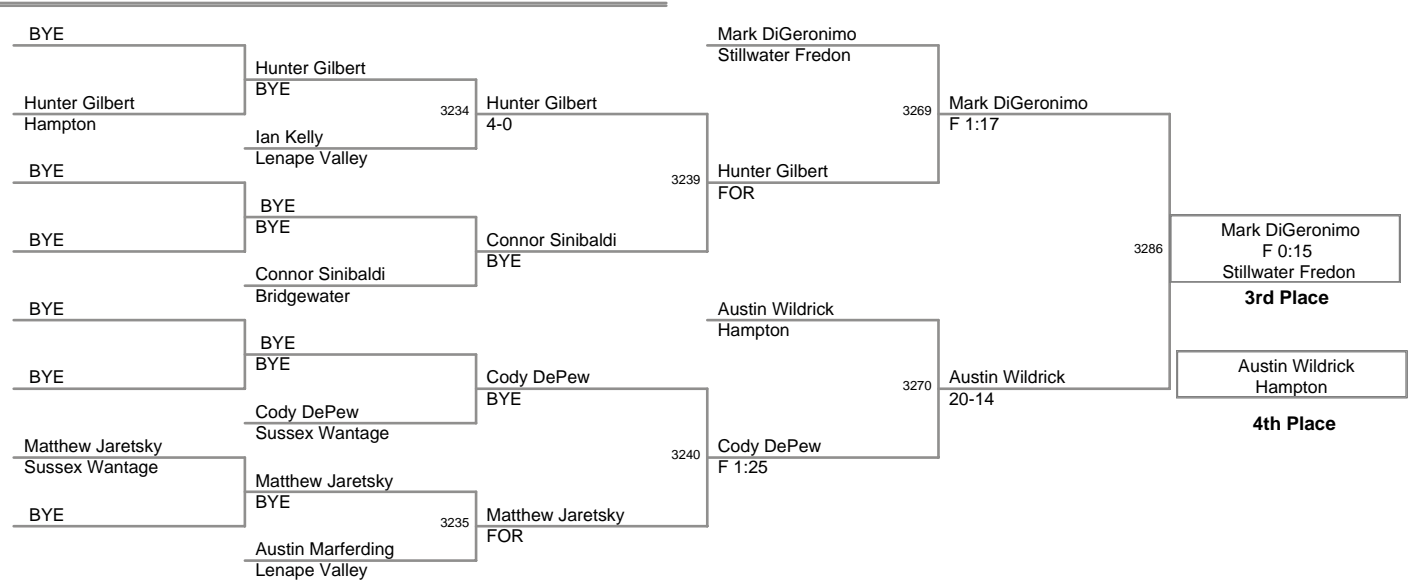 BYE
Hunter Gilbert
Hampton
BYE
BYE
BYE
BYE
Matthew Jaretsky
Sussex Wantage
BYE
Hunter Gilbert
BYE
Ian Kelly
Lenape Valley
BYE
BYE
Connor Sinibaldi
Bridgewater
BYE
BYE
Cody DePew
Sussex Wantage
Matthew Jaretsky
BYE
Austin Marferding
Lenape Valley
3234
Hunter Gilbert
4-0
Connor Sinibaldi
BYE
Cody DePew
BYE
3235
Matthew Jaretsky
FOR
Mark DiGeronimo
Stillwater Fredon
3239
Hunter Gilbert
FOR
Austin Wildrick
Hampton
3240
Cody DePew
F 1:25
3269
Mark DiGeronimo
F 1:17
3270
Austin Wildrick
20-14
3286
Mark DiGeronimo
F 0:15
Stillwater Fredon
3rd Place
Austin Wildrick
Hampton
4th Place